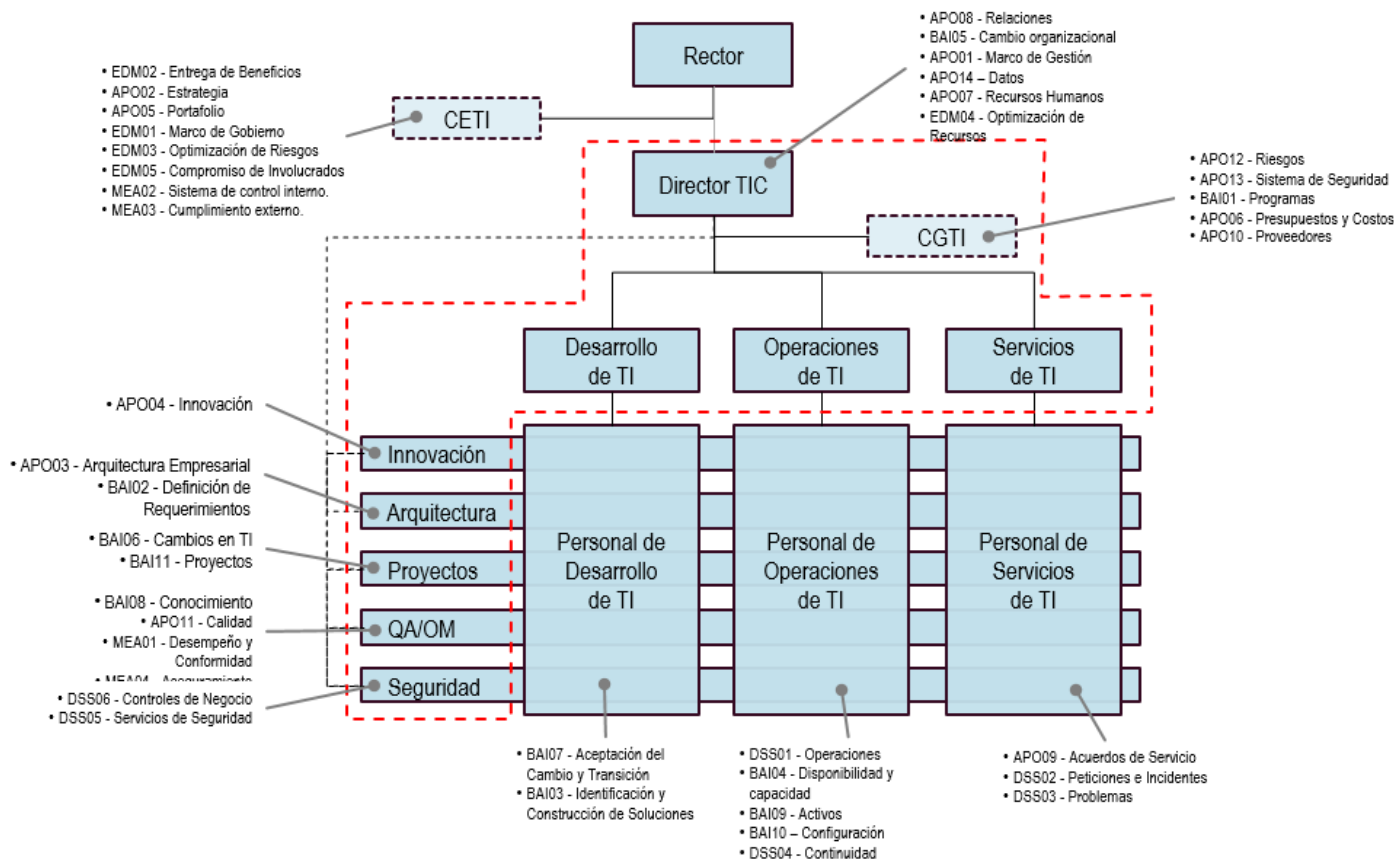 Rector
• EDM02 - Entrega de Beneficios
• APO02 - Estrategia
• APO05 - Portafolio
• EDM01 - Marco de Gobierno
• EDM03 - Optimización de Riesgos
• EDM05 - Compromiso de Involucrados
• MEA02 - Sistema de control interno.
• MEA03 - Cumplimiento externo.
CETI
• APO08 - Relaciones
• BAI05 - Cambio organizacional
• APO01 - Marco de Gestión
• APO14 – Datos
• APO07 - Recursos Humanos
• EDM04 - Optimización de
Recursos
Director TIC
• APO12 - Riesgos
• APO13 - Sistema de Seguridad
• BAI01 - Programas
• APO06 - Presupuestos y Costos
• APO10 - Proveedores
CGTI
Desarrollo
de TI
Operaciones
de TI
Servicios
de TI
• APO04 - Innovación
• APO03 - Arquitectura Empresarial
• BAI02 - Definición de
Requerimientos
• BAI06 - Cambios en TI
• BAI11 - Proyectos
• BAI08 - Conocimiento
• APO11 - Calidad
• MEA01 - Desempeño y
Conformidad
• MEA04 - Aseguramiento
• DSS06 - Controles de Negocio
• DSS05 - Servicios de Seguridad
Innovación
Arquitectura
Proyectos
QA/OM
Seguridad
Personal de
Desarrollo
de TI
Personal de
Operaciones
de TI
Personal de
Servicios
de TI
• BAI07 - Aceptación del
Cambio y Transición
• BAI03 - Identificación y
Construcción de Soluciones
• DSS01 - Operaciones
• BAI04 - Disponibilidad y
capacidad
• BAI09 - Activos
• BAI10 – Configuración
• DSS04 - Continuidad
• APO09 - Acuerdos de Servicio
• DSS02 - Peticiones e Incidentes
• DSS03 - Problemas